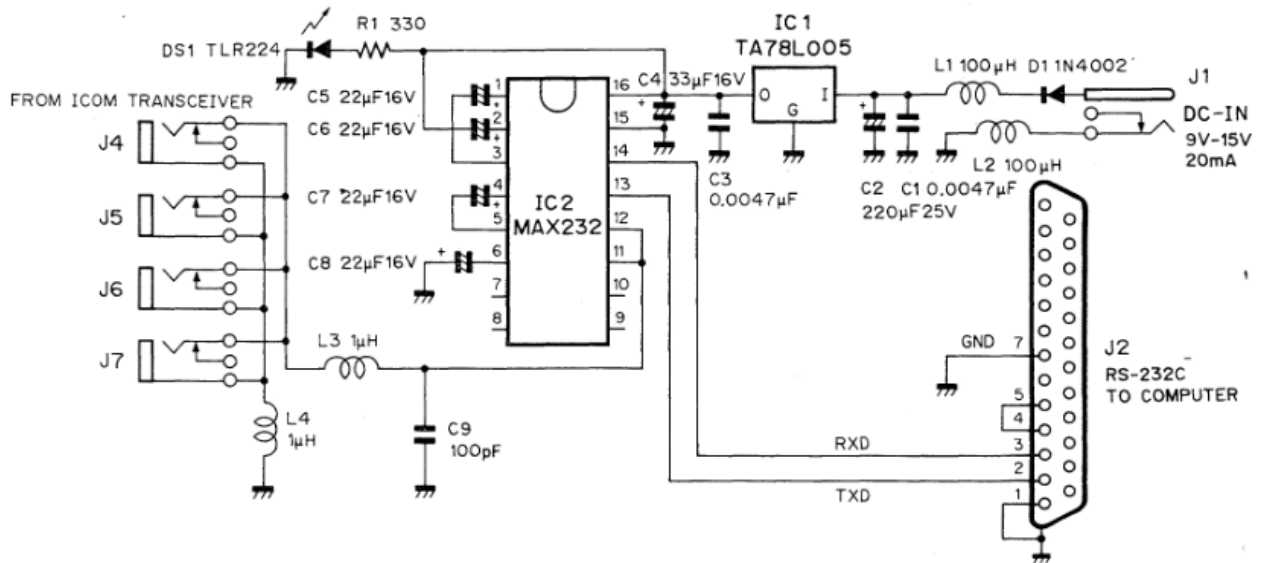 R1 330
DS1 TLR224
FROM ICOM TRANSCEIVER
J4
J5
J6
J7
C5 22µF16V
C6 22µF16V
C7 22µF16V
C8 22µF16V
+
+
+
+
1
2
3
4
5
6
7
8
16
15
14
13
12
11
10
9
IC2
MAX232
IC1
TA78L005
O
I
G
C4 33µF16V
+
C3
0.0047µF
+
L1 100µH
D1 1N4002
J1
DC-IN
9V-15V
20mA
L2 100µH
C2 C1 0.0047µF
220µF25V
L3 1µH
L4
1µH
C9
100pF
GND 7
5
4
RXD 3
2
TXD 1
J2
RS-232C
TO COMPUTER